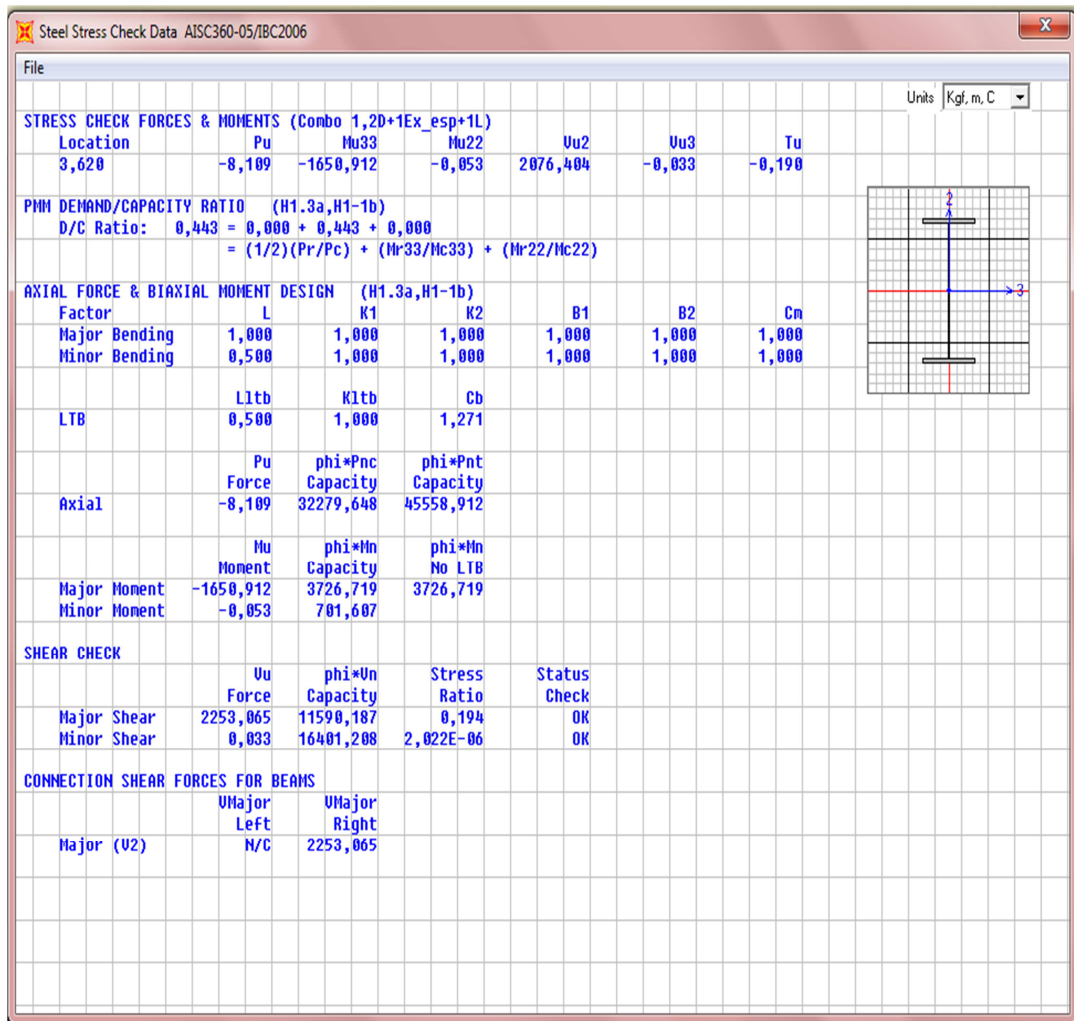 Steel Stress Check Data AISC360-05/IBC2006
X
File
Units Kgf, m, C
STRESS CHECK FORCES & MOMENTS (Combo 1,2D+1Ex_esp+1L)
Location Pu Mu33 Mu22 Vu2 Vu3 Tu
3,620 -8,109 -1650,912 -0,053 2076,404 -0,033 -0,190
PMM DEMAND/CAPACITY RATIO (H1.3a,H1-1b)
D/C Ratio: 0,443 = 0,000 + 0,443 + 0,000
= (1/2)(Pr/Pc) + (Mr33/Mc33) + (Mr22/Mc22)
AXIAL FORCE & BIAXIAL MOMENT DESIGN (H1.3a,H1-1b)
Factor L K1 K2 B1 B2 Cm
Major Bending 1,000 1,000 1,000 1,000 1,000 1,000
Minor Bending 0,500 1,000 1,000 1,000 1,000 1,000
Lltb Kltb Cb
LTB 0,500 1,000 1,271
Pu phi*Pnc phi*Pnt
Force Capacity Capacity
Axial -8,109 32279,648 45558,912
Mu phi*Mn phi*Mn
Moment Capacity No LTB
Major Moment -1650,912 3726,719 3726,719
Minor Moment -0,053 701,607
SHEAR CHECK
Vu phi*Vn Stress Status
Force Capacity Ratio Check
Major Shear 2253,065 11590,187 0,194 OK
Minor Shear 0,033 16401,208 2,022E-06 OK
CONNECTION SHEAR FORCES FOR BEAMS
VMajor VMajor
Left Right
Major (V2) N/C 2253,065
2
3